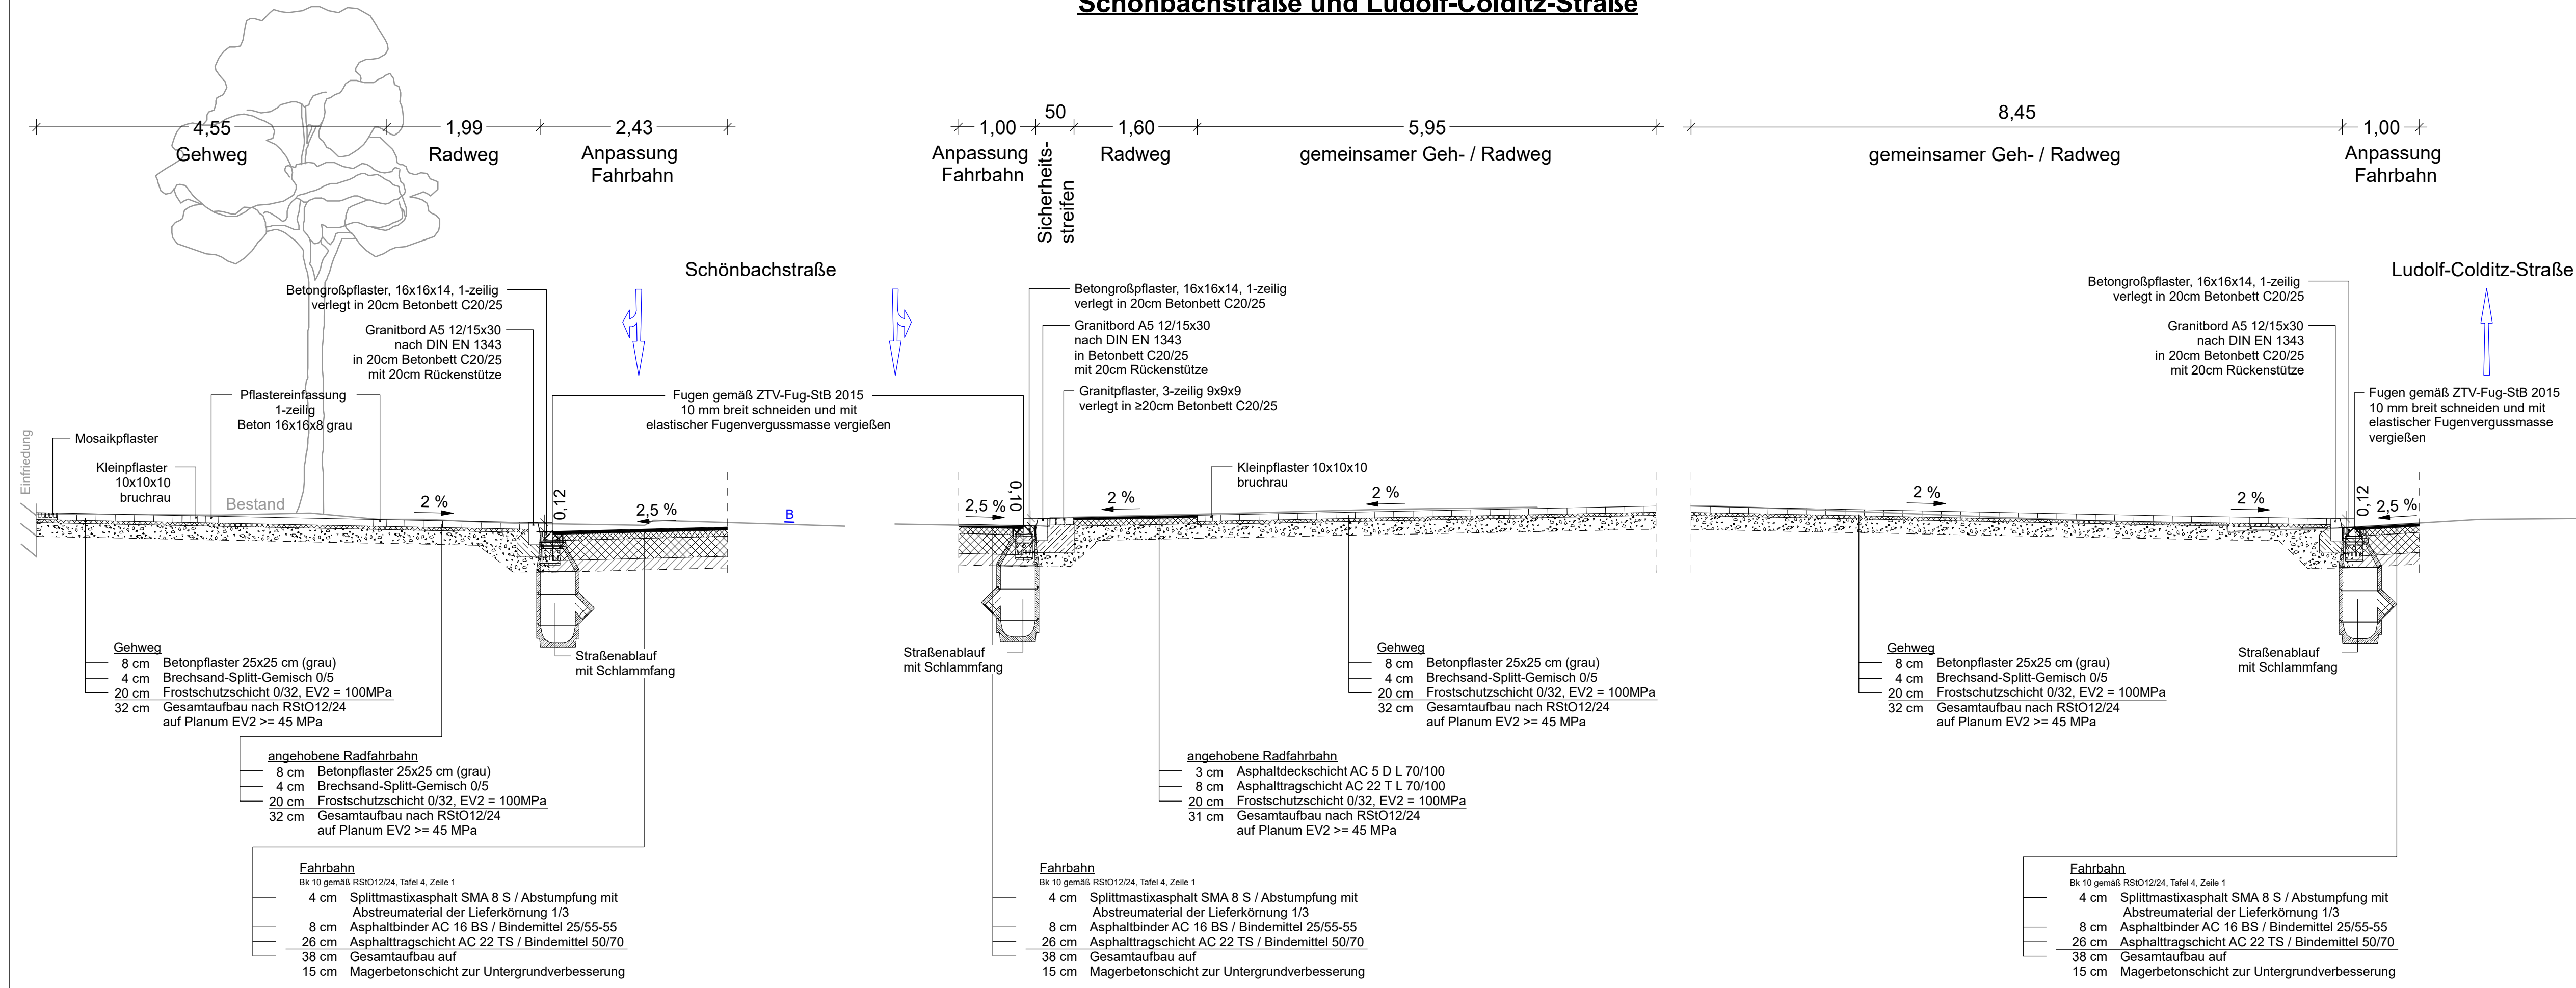 Schönbachstraße und Ludolf-Colditz-Straße
4,55
1,99
2,43
Gehweg
Radweg
Anpassung
Fahrbahn
1,00
50
1,60
5,95
Anpassung
Fahrbahn
Sicherheits-
streifen
Radweg
gemeinsamer Geh- / Radweg
8,45
1,00
gemeinsamer Geh- / Radweg
Anpassung
Fahrbahn
Schönbachstraße
Ludolf-Colditz-Straße
Betongroßpflaster, 16x16x14, 1-zeilig
verlegt in 20cm Betonbett C20/25
Granitbord A5 12/15x30
nach DIN EN 1343
in 20cm Betonbett C20/25
mit 20cm Rückenstütze
Pflastereinfassung
1-zeilig
Beton 16x16x8 grau
Mosaikpflaster
Kleinpflaster
10x10x10
bruchrau
Einfriedung
Bestand
2 %
0,12
2,5 %
Fugen gemäß ZTV-Fug-StB 2015
10 mm breit schneiden und mit
elastischer Fugenvergussmasse vergießen
B
Betongroßpflaster, 16x16x14, 1-zeilig
verlegt in 20cm Betonbett C20/25
Granitbord A5 12/15x30
nach DIN EN 1343
in Betonbett C20/25
mit 20cm Rückenstütze
Granitpflaster, 3-zeilig 9x9x9
verlegt in ≥20cm Betonbett C20/25
Kleinpflaster 10x10x10
bruchrau
2,5 %
0,10
2 %
2 %
Betongroßpflaster, 16x16x14, 1-zeilig
verlegt in 20cm Betonbett C20/25
Granitbord A5 12/15x30
nach DIN EN 1343
in 20cm Betonbett C20/25
mit 20cm Rückenstütze
Fugen gemäß ZTV-Fug-StB 2015
10 mm breit schneiden und mit
elastischer Fugenvergussmasse
vergießen
2 %
2 %
0,12
2,5 %
Gehweg
8 cm Betonpflaster 25x25 cm (grau)
4 cm Brechsand-Splitt-Gemisch 0/5
20 cm Frostschutzschicht 0/32, EV2 = 100MPa
32 cm Gesamtaufbau nach RStO12/24
auf Planum EV2 >= 45 MPa
Straßenablauf
mit Schlammfang
angehobene Radfahrbahn
8 cm Betonpflaster 25x25 cm (grau)
4 cm Brechsand-Splitt-Gemisch 0/5
20 cm Frostschutzschicht 0/32, EV2 = 100MPa
32 cm Gesamtaufbau nach RStO12/24
auf Planum EV2 >= 45 MPa
Fahrbahn
Bk 10 gemäß RStO12/24, Tafel 4, Zeile 1
4 cm Splittmastixasphalt SMA 8 S / Abstumpfung mit
Abstreumaterial der Lieferkörnung 1/3
8 cm Asphaltbinder AC 16 BS / Bindemittel 25/55-55
26 cm Asphalttragschicht AC 22 TS / Bindemittel 50/70
38 cm Gesamtaufbau auf
15 cm Magerbetonschicht zur Untergrundverbesserung
Straßenablauf
mit Schlammfang
Gehweg
8 cm Betonpflaster 25x25 cm (grau)
4 cm Brechsand-Splitt-Gemisch 0/5
20 cm Frostschutzschicht 0/32, EV2 = 100MPa
32 cm Gesamtaufbau nach RStO12/24
auf Planum EV2 >= 45 MPa
angehobene Radfahrbahn
3 cm Asphaltdeckschicht AC 5 D L 70/100
8 cm Asphalttragschicht AC 22 T L 70/100
20 cm Frostschutzschicht 0/32, EV2 = 100MPa
31 cm Gesamtaufbau nach RStO12/24
auf Planum EV2 >= 45 MPa
Fahrbahn
Bk 10 gemäß RStO12/24, Tafel 4, Zeile 1
4 cm Splittmastixasphalt SMA 8 S / Abstumpfung mit
Abstreumaterial der Lieferkörnung 1/3
8 cm Asphaltbinder AC 16 BS / Bindemittel 25/55-55
26 cm Asphalttragschicht AC 22 TS / Bindemittel 50/70
38 cm Gesamtaufbau auf
15 cm Magerbetonschicht zur Untergrundverbesserung
Gehweg
8 cm Betonpflaster 25x25 cm (grau)
4 cm Brechsand-Splitt-Gemisch 0/5
20 cm Frostschutzschicht 0/32, EV2 = 100MPa
32 cm Gesamtaufbau nach RStO12/24
auf Planum EV2 >= 45 MPa
Straßenablauf
mit Schlammfang
Fahrbahn
Bk 10 gemäß RStO12/24, Tafel 4, Zeile 1
4 cm Splittmastixasphalt SMA 8 S / Abstumpfung mit
Abstreumaterial der Lieferkörnung 1/3
8 cm Asphaltbinder AC 16 BS / Bindemittel 25/55-55
26 cm Asphalttragschicht AC 22 TS / Bindemittel 50/70
38 cm Gesamtaufbau auf
15 cm Magerbetonschicht zur Untergrundverbesserung